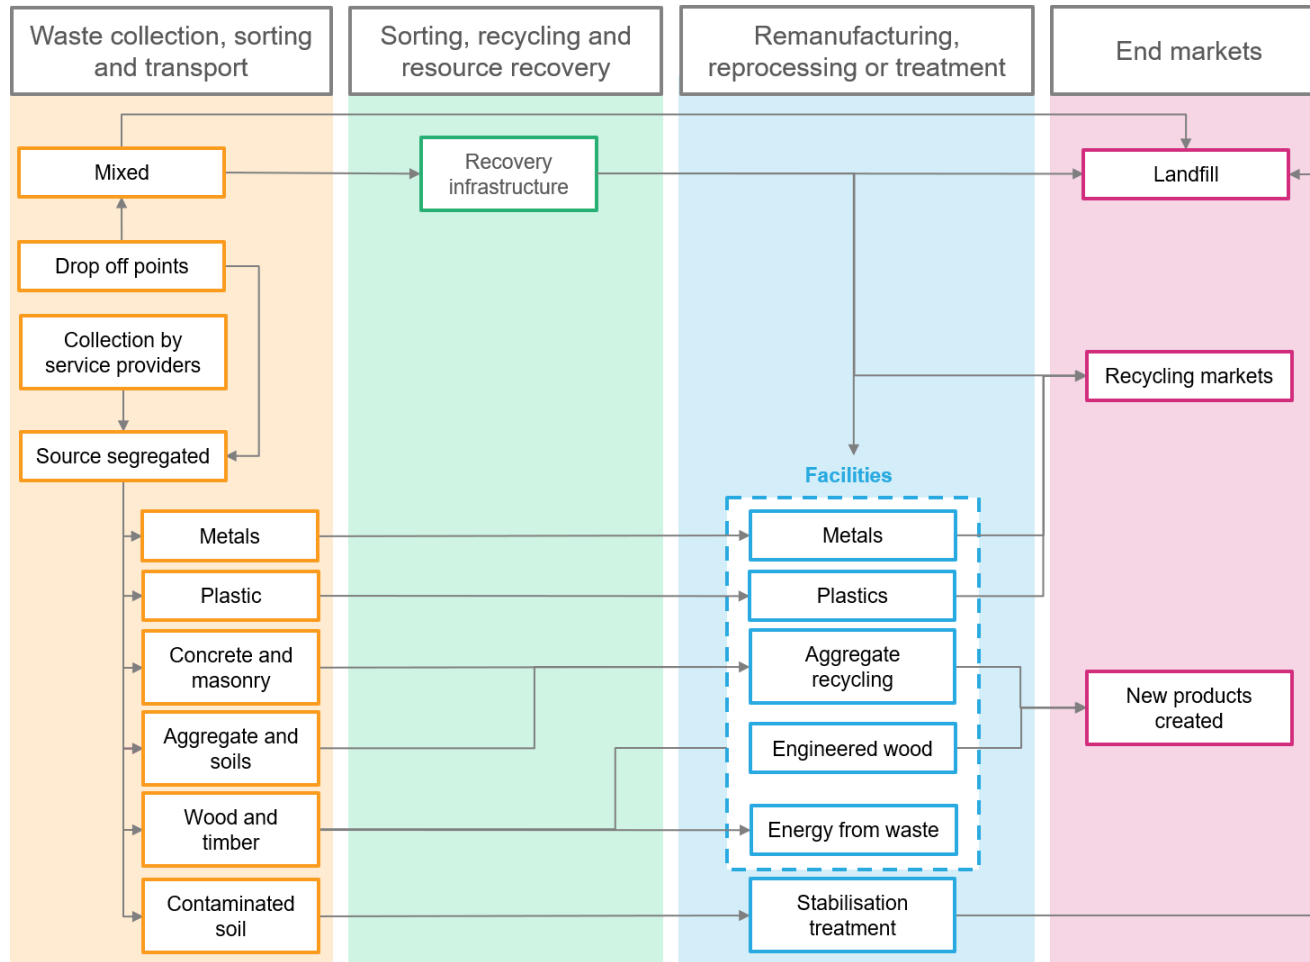 Waste collection, sorting
and transport
Sorting, recycling and
resource recovery
Remanufacturing,
reprocessing or treatment
End markets
Mixed
Recovery
infrastructure
Landfill
Drop off points
Collection by
service providers
Recycling markets
Source segregated
Facilities
Metals
Metals
Plastic
Plastics
Concrete and
masonry
Aggregate
recycling
New products
created
Aggregate and
soils
Engineered wood
Wood and
timber
Energy from waste
Contaminated
soil
Stabilisation
treatment